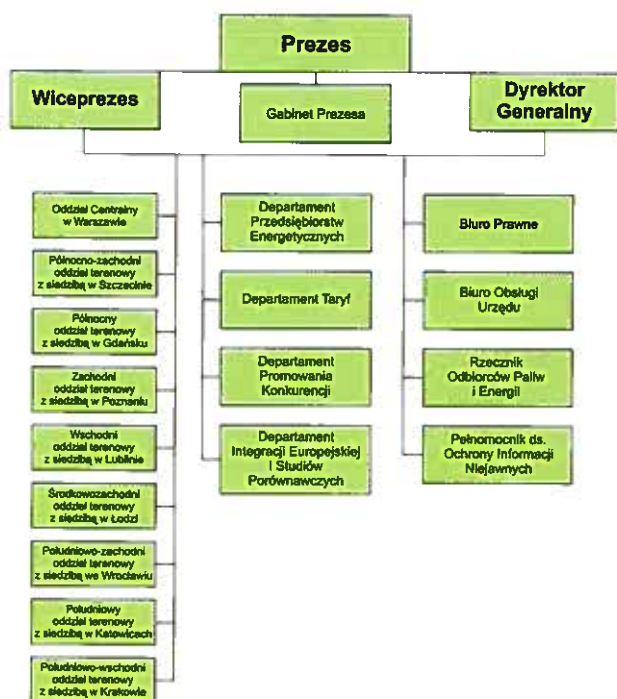 Prezes
Wiceprezes
Gabinet Prezesa
Dyrektor
Generalny
Oddział Centralny
w Warszawie
Północno-zachodni
oddział terenowy
z siedzibą w Szczecinie
Północny
oddział terenowy
z siedzibą w Gdańsku
Zachodni
oddział terenowy
z siedzibą w Poznaniu
Wschodni
oddział terenowy
z siedzibą w Lublinie
Środkowozachodni
oddział terenowy
z siedzibą w Łodzi
Południowo-zachodni
oddział terenowy
z siedzibą we Wrocławiu
Południowy
oddział terenowy
z siedzibą w Katowicach
Południowo-wschodni
oddział terenowy
z siedzibą w Krakowie
Departament
Przedsiębiorstw
Energetycznych
Departament Taryf
Departament
Promowania
Konkurencji
Departament
Integracji Europejskiej
i Studiów
Porównawczych
Biuro Prawne
Biuro Obsługi
Urzędu
Rzecznik
Odbiorców Paliw
i Energii
Pełnomocnik ds.
Ochrony Informacji
Niejawnych